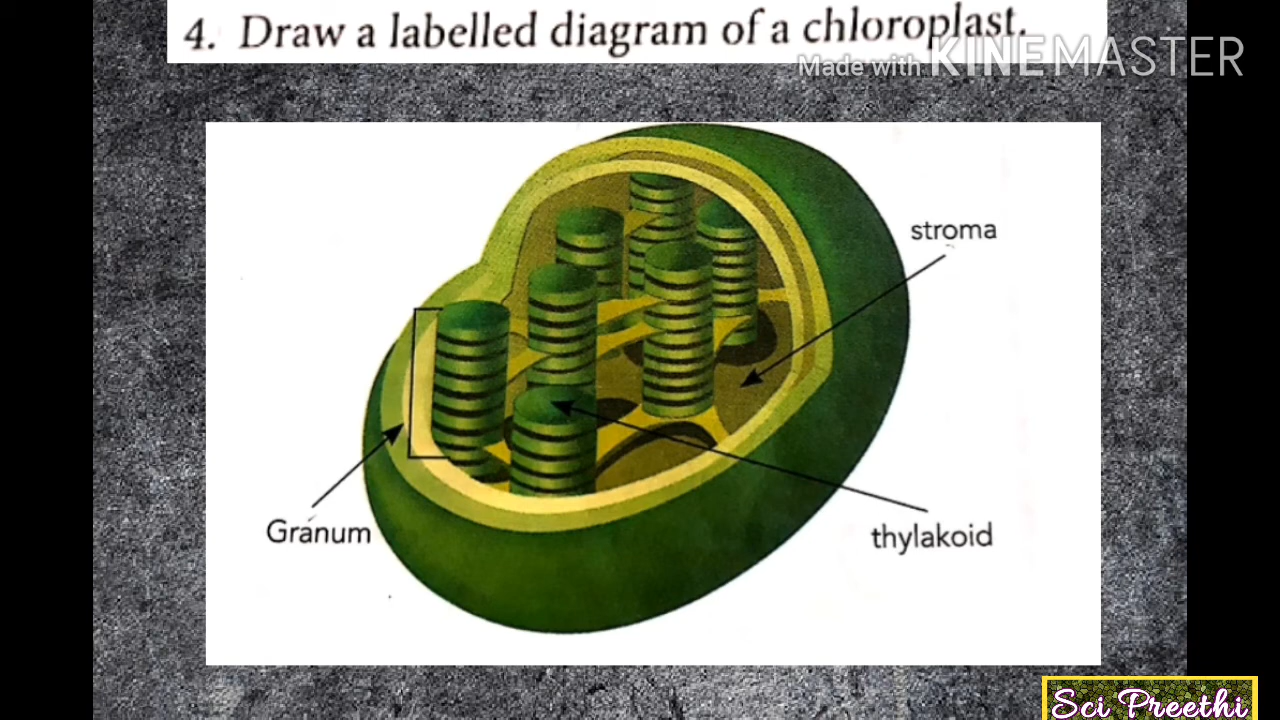 4. Draw a labelled diagram of a chloroplast.
Made with KINEMASTER
stroma
Granum
thylakoid
Sci Preethi